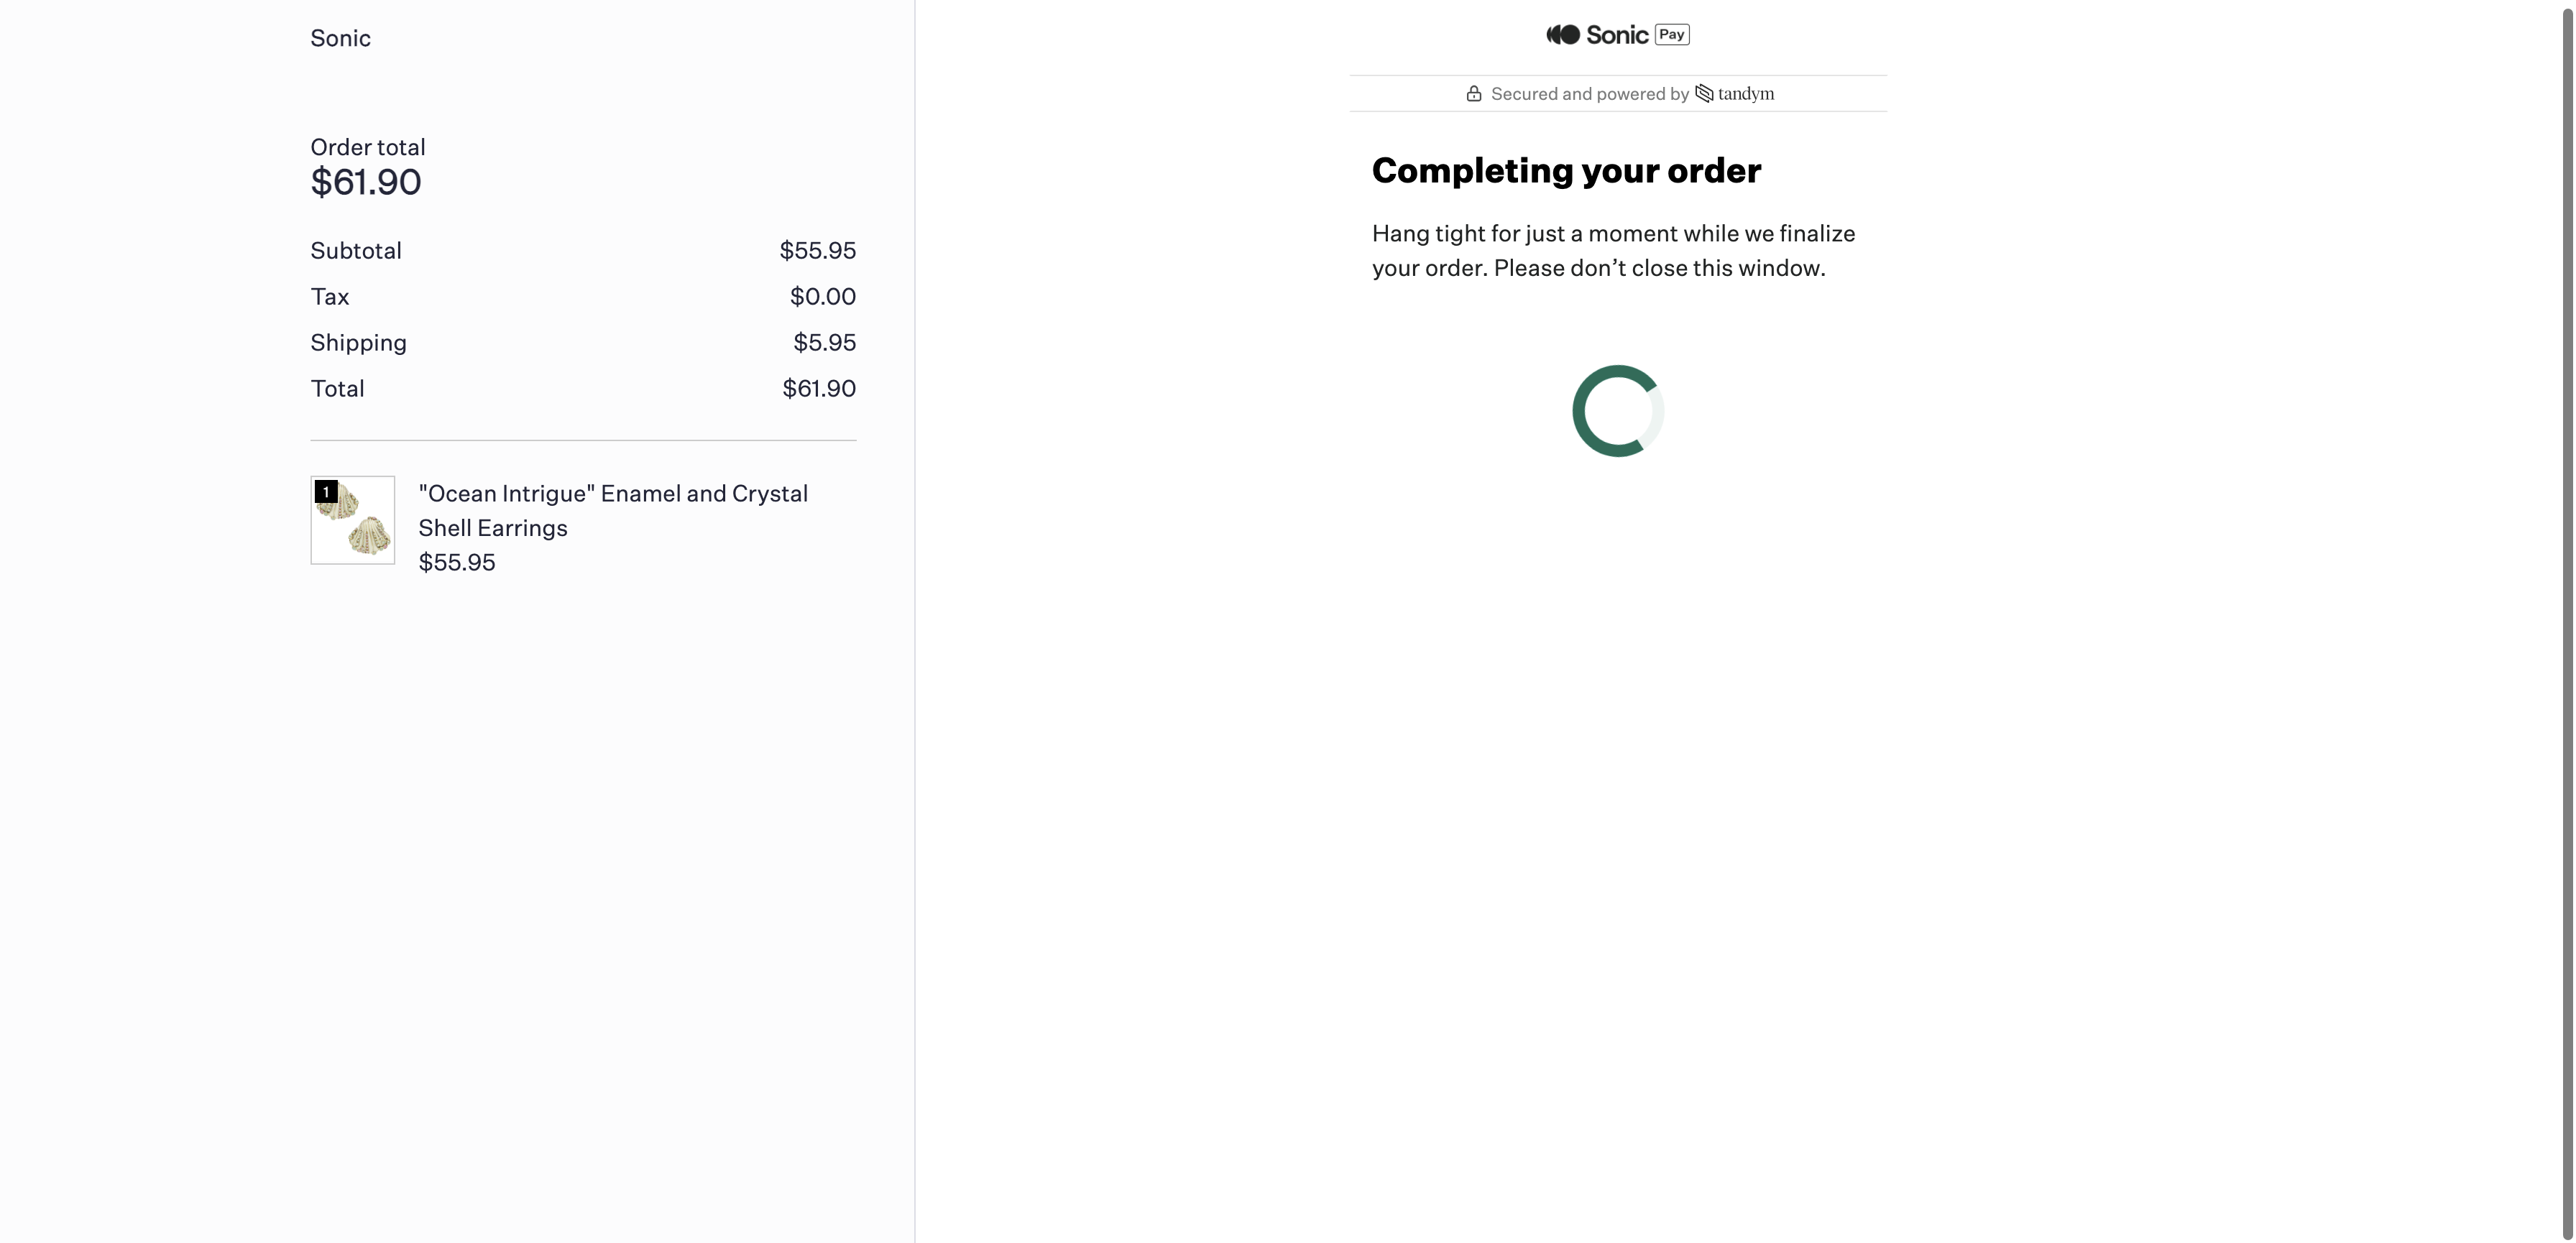 Sonic
Order total
$61.90
Subtotal $55.95
Tax $0.00
Shipping $5.95
Total $61.90
1
"Ocean Intrigue" Enamel and Crystal
Shell Earrings
$55.95
Sonic Pay
Secured and powered by tandym
Completing your order
Hang tight for just a moment while we finalize
your order. Please don’t close this window.